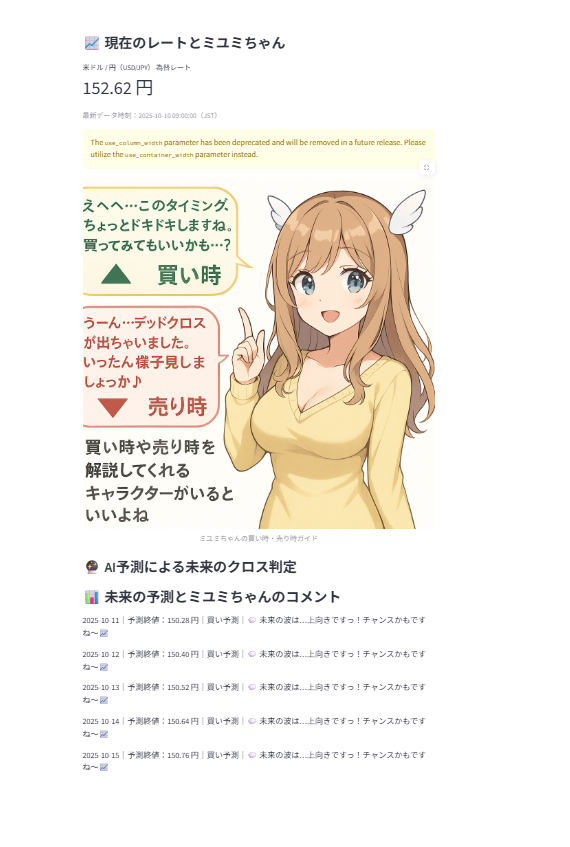 現在のレートとミユミちゃん
米ドル / 円（USD/JPY） 為替レート
152.62 円
最新データ時刻：2025-10-10 09:00:00（JST）
The use_column_width parameter has been deprecated and will be removed in a future release. Please
utilize the use_container_width parameter instead.
えへへ…このタイミング、
ちょっとドキドキしますね。
買ってみてもいいかも…?
▲ 買い時
うーん…デッドクロス
が出ちゃいました。
いったん様子見しま
しょっか♪
▼ 売り時
買い時や売り時を
解説してくれる
キャラクターがいると
いいよね
ミユミちゃんの買い時・売り時ガイド
AI予測による未来のクロス判定
未来の予測とミユミちゃんのコメント
2025-10-11｜予測終値：150.28 円｜買い予測｜💭 未来の波は…上向きですっ！チャンスかもです
ね〜📈
2025-10-12｜予測終値：150.40 円｜買い予測｜💭 未来の波は…上向きですっ！チャンスかもです
ね〜📈
2025-10-13｜予測終値：150.52 円｜買い予測｜💭 未来の波は…上向きですっ！チャンスかもです
ね〜📈
2025-10-14｜予測終値：150.64 円｜買い予測｜💭 未来の波は…上向きですっ！チャンスかもです
ね〜📈
2025-10-15｜予測終値：150.76 円｜買い予測｜💭 未来の波は…上向きですっ！チャンスかもです
ね〜📈